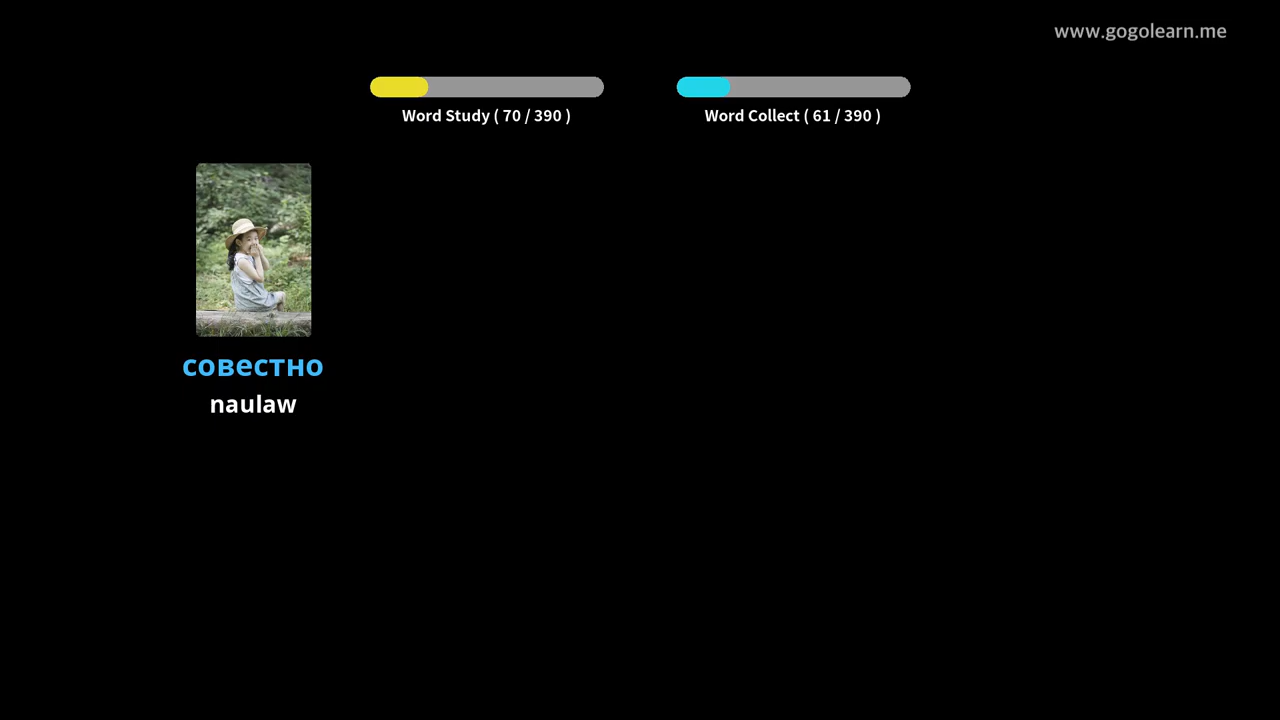 www.gogolearn.me
Word Study ( 70 / 390 )
Word Collect ( 61 / 390 )
совестно
naulaw